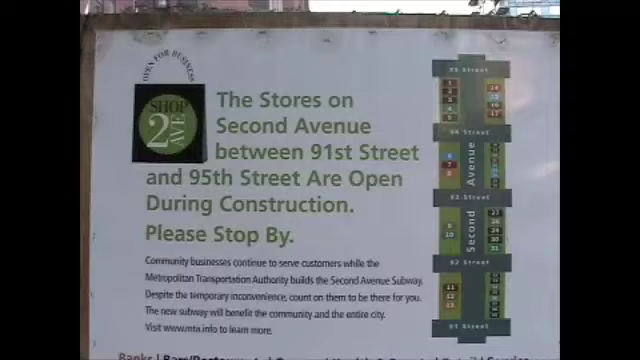 OPEN FOR BUSINESS
SHOP
2ND
AVE
The Stores on
Second Avenue
between 91st Street
and 95th Street Are Open
During Construction.
Please Stop By.
Community businesses continue to serve customers while the
Metropolitan Transportation Authority builds the Second Avenue Subway.
Despite the temporary inconvenience, count on them to be there for you.
The new subway will benefit the community and the entire city.
Visit www.mta.info to learn more.
95 Street
94 Street
Second Avenue
93 Street
92 Street
91 Street